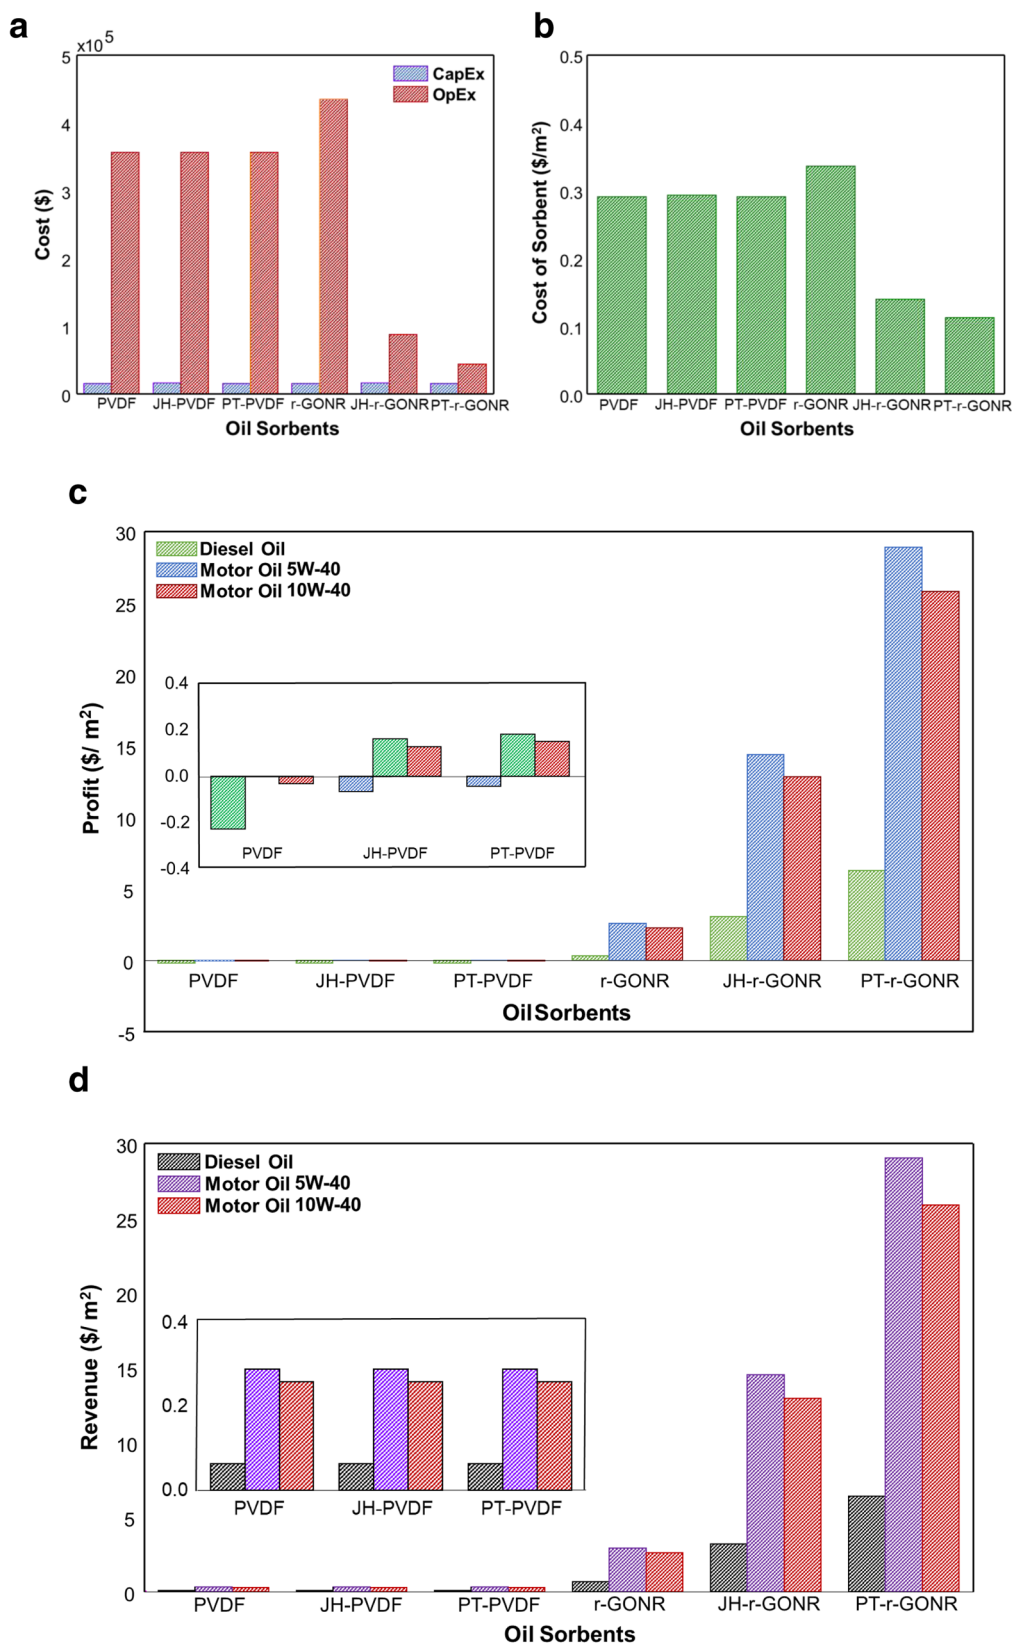 a
x10⁵
5
4
3
2
1
0
Cost ($)
CapEx
OpEx
PVDF JH-PVDF PT-PVDF r-GONR JH-r-GONR PT-r-GONR
Oil Sorbents
b
0.5
0.4
0.3
0.2
0.1
0.0
Cost of Sorbent ($/m²)
PVDF JH-PVDF PT-PVDF r-GONR JH-r-GONR PT-r-GONR
Oil Sorbents
c
30
25
20
15
10
5
0
-5
Profit ($/ m²)
Diesel Oil
Motor Oil 5W-40
Motor Oil 10W-40
0.4
0.2
0.0
-0.2
-0.4
PVDF JH-PVDF PT-PVDF
PVDF JH-PVDF PT-PVDF r-GONR JH-r-GONR PT-r-GONR
Oil Sorbents
d
30
25
20
15
10
5
0
Revenue ($/ m²)
Diesel Oil
Motor Oil 5W-40
Motor Oil 10W-40
0.4
0.2
0.0
PVDF JH-PVDF PT-PVDF
PVDF JH-PVDF PT-PVDF r-GONR JH-r-GONR PT-r-GONR
Oil Sorbents